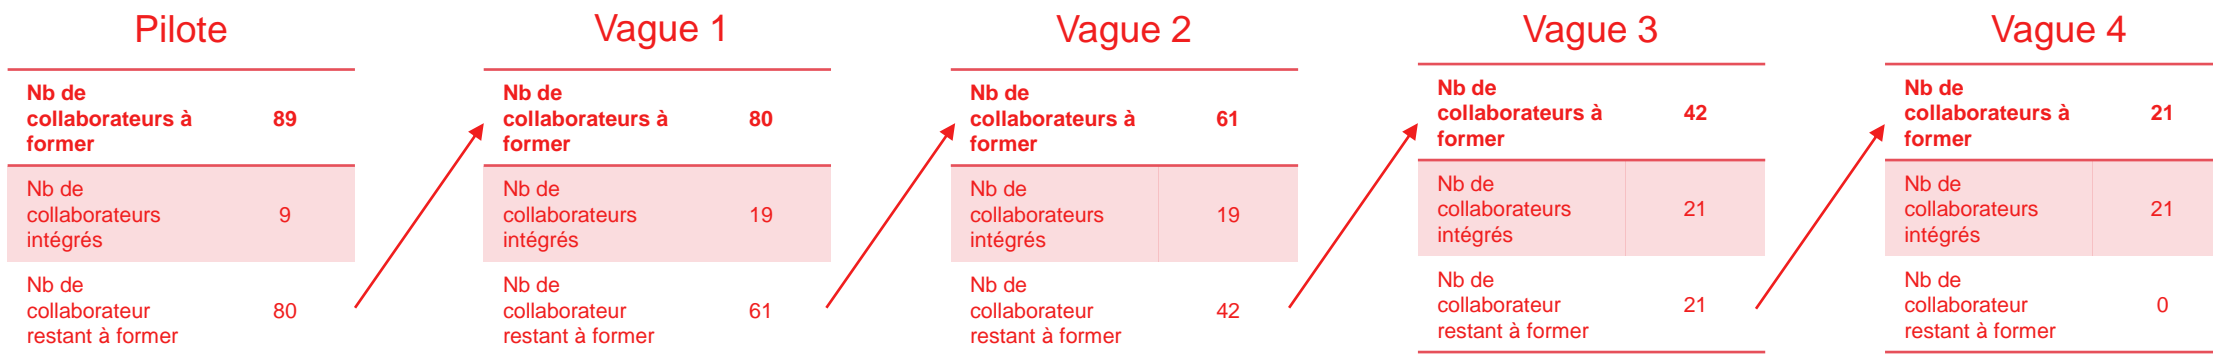 Pilote
Nb de
collaborateurs à
former
89
Nb de
collaborateurs
intégrés
9
Nb de
collaborateur
restant à former
80
Vague 1
Nb de
collaborateurs à
former
80
Nb de
collaborateurs
intégrés
19
Nb de
collaborateur
restant à former
61
Vague 2
Nb de
collaborateurs à
former
61
Nb de
collaborateurs
intégrés
19
Nb de
collaborateur
restant à former
42
Vague 3
Nb de
collaborateurs à
former
42
Nb de
collaborateurs
intégrés
21
Nb de
collaborateur
restant à former
21
Vague 4
Nb de
collaborateurs à
former
21
Nb de
collaborateurs
intégrés
21
Nb de
collaborateur
restant à former
0